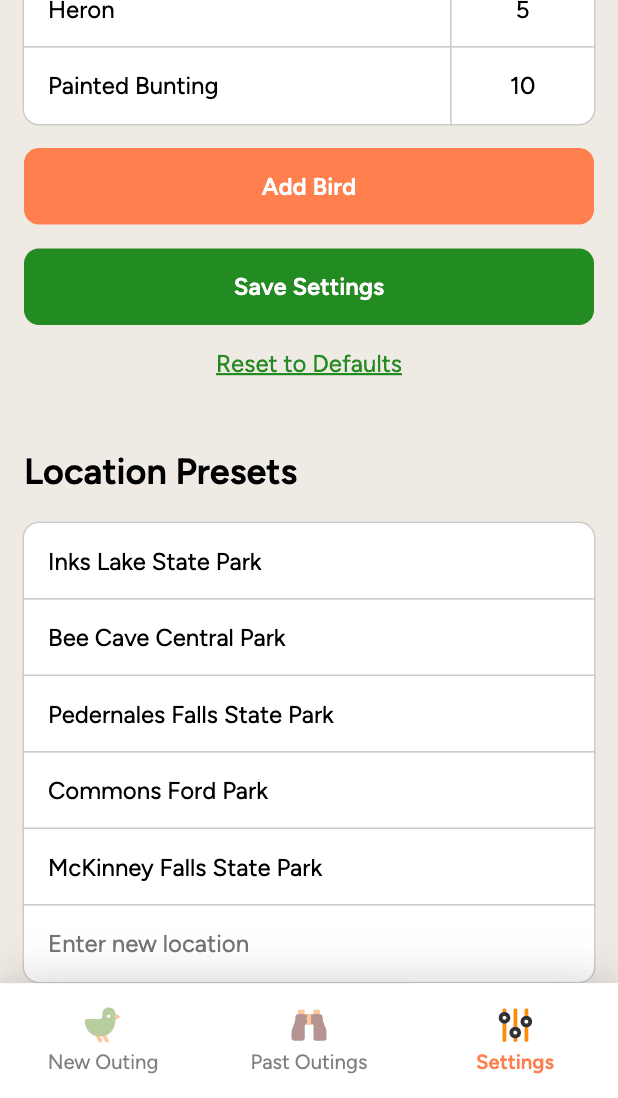 Heron 5
Painted Bunting 10
Add Bird
Save Settings
Reset to Defaults
Location Presets
Inks Lake State Park
Bee Cave Central Park
Pedernales Falls State Park
Commons Ford Park
McKinney Falls State Park
Enter new location
New Outing Past Outings Settings